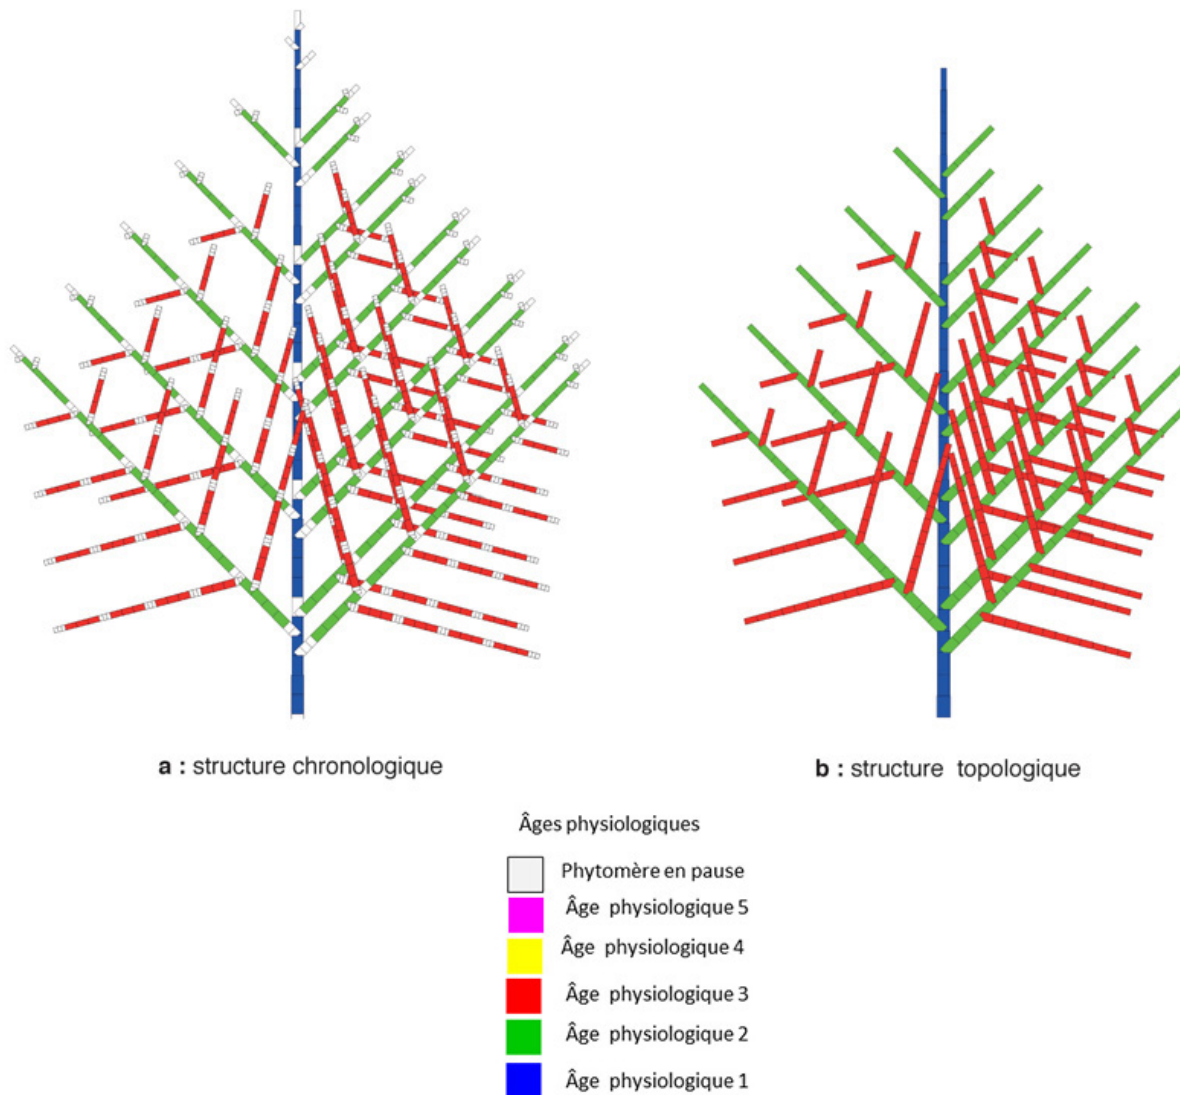 a : structure chronologique
b : structure topologique
Âges physiologiques
Phytomère en pause
Âge physiologique 5
Âge physiologique 4
Âge physiologique 3
Âge physiologique 2
Âge physiologique 1